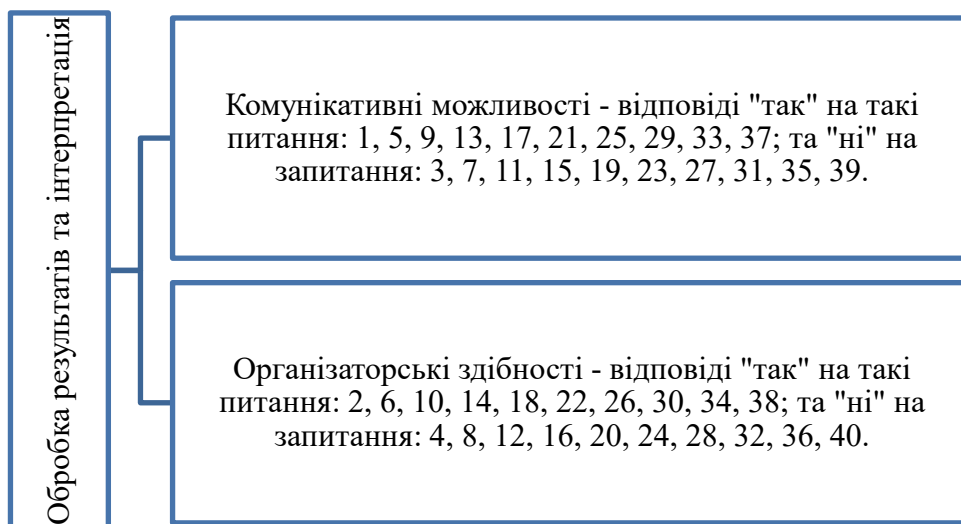 Обробка результатів та інтерпретація
Комунікативні можливості - відповіді "так" на такі
питання: 1, 5, 9, 13, 17, 21, 25, 29, 33, 37; та "ні" на
запитання: 3, 7, 11, 15, 19, 23, 27, 31, 35, 39.
Організаторські здібності - відповіді "так" на такі
питання: 2, 6, 10, 14, 18, 22, 26, 30, 34, 38; та "ні" на
запитання: 4, 8, 12, 16, 20, 24, 28, 32, 36, 40.